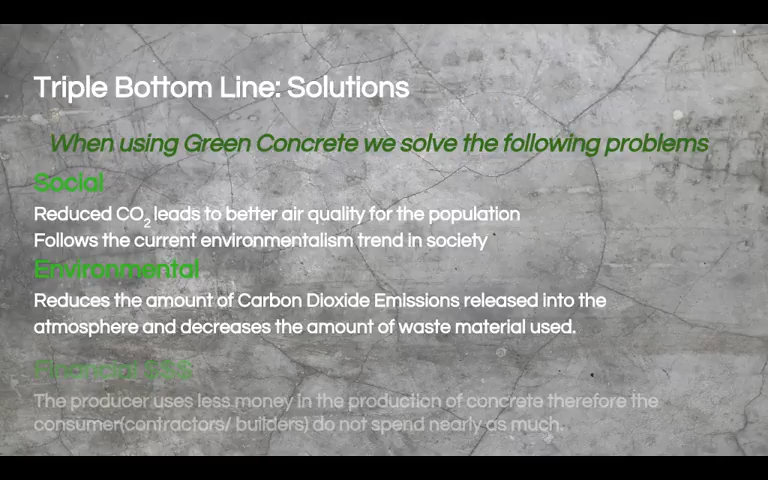 Triple Bottom Line: Solutions
When using Green Concrete we solve the following problems
Social
Reduced CO₂ leads to better air quality for the population
Follows the current environmentalism trend in society
Environmental
Reduces the amount of Carbon Dioxide Emissions released into the
atmosphere and decreases the amount of waste material used.
Financial $$$
The producer uses less money in the production of concrete therefore the
consumer(contractors/ builders) do not spend nearly as much.